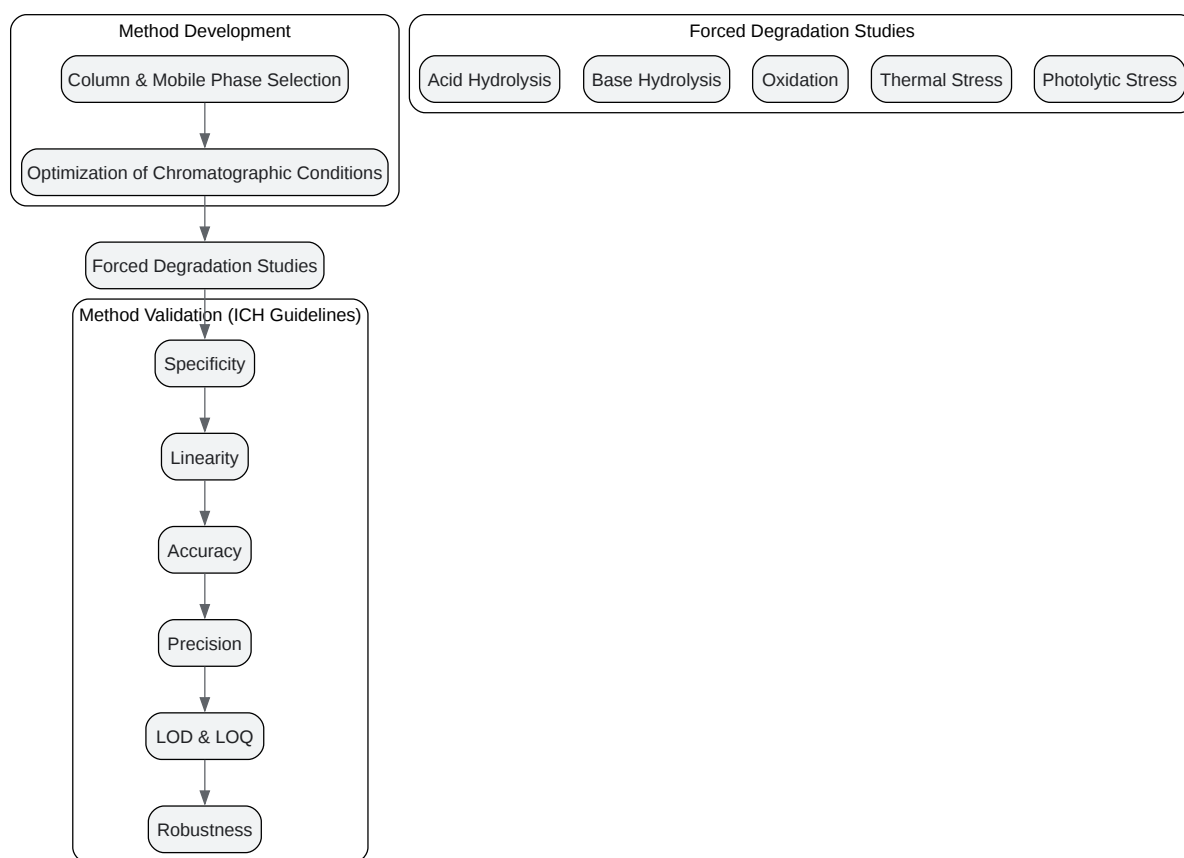 Method Development
Column & Mobile Phase Selection
Optimization of Chromatographic Conditions
Forced Degradation Studies
Acid Hydrolysis
Base Hydrolysis
Oxidation
Thermal Stress
Photolytic Stress
Forced Degradation Studies
Method Validation (ICH Guidelines)
Specificity
Linearity
Accuracy
Precision
LOD & LOQ
Robustness